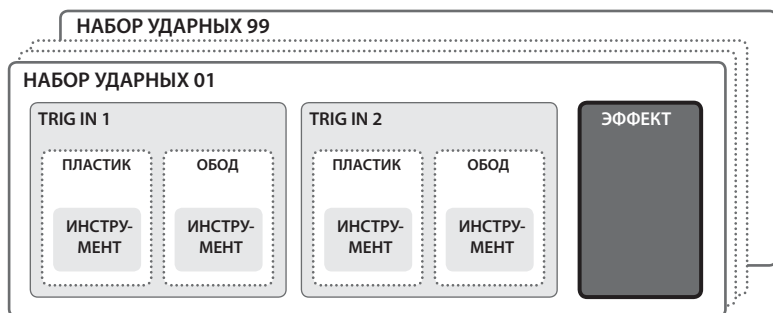 НАБОР УДАРНЫХ 99
НАБОР УДАРНЫХ 01
TRIG IN 1
ПЛАСТИК
ИНСТРУ-
МЕНТ
ОБОД
ИНСТРУ-
МЕНТ
TRIG IN 2
ПЛАСТИК
ИНСТРУ-
МЕНТ
ОБОД
ИНСТРУ-
МЕНТ
ЭФФЕКТ